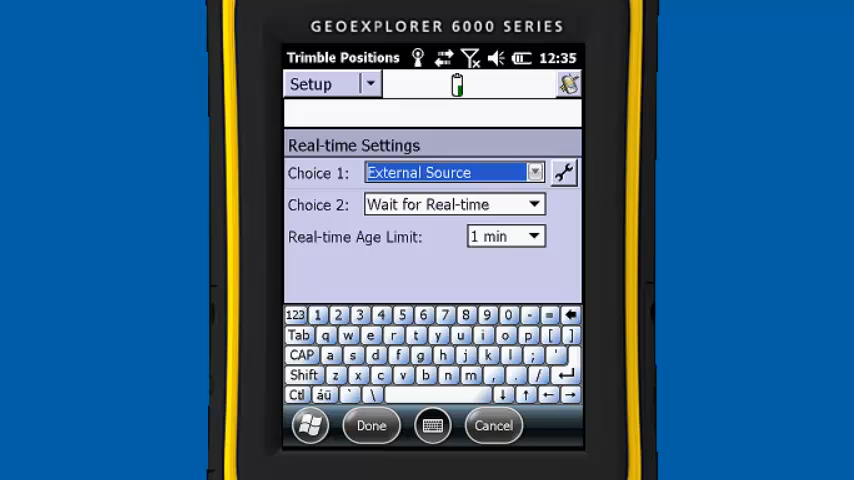 GEOEXPLORER 6000 SERIES
Trimble Positions 12:35
Setup
Real-time Settings
Choice 1: External Source
Choice 2: Wait for Real-time
Real-time Age Limit: 1 min
123 1 2 3 4 5 6 7 8 9 0 - =
Tab q w e r t y u i o p [ ]
CAP a s d f g h j k l ; '
Shift z x c v b n m , . /
Ctl áü ` \
Done Cancel